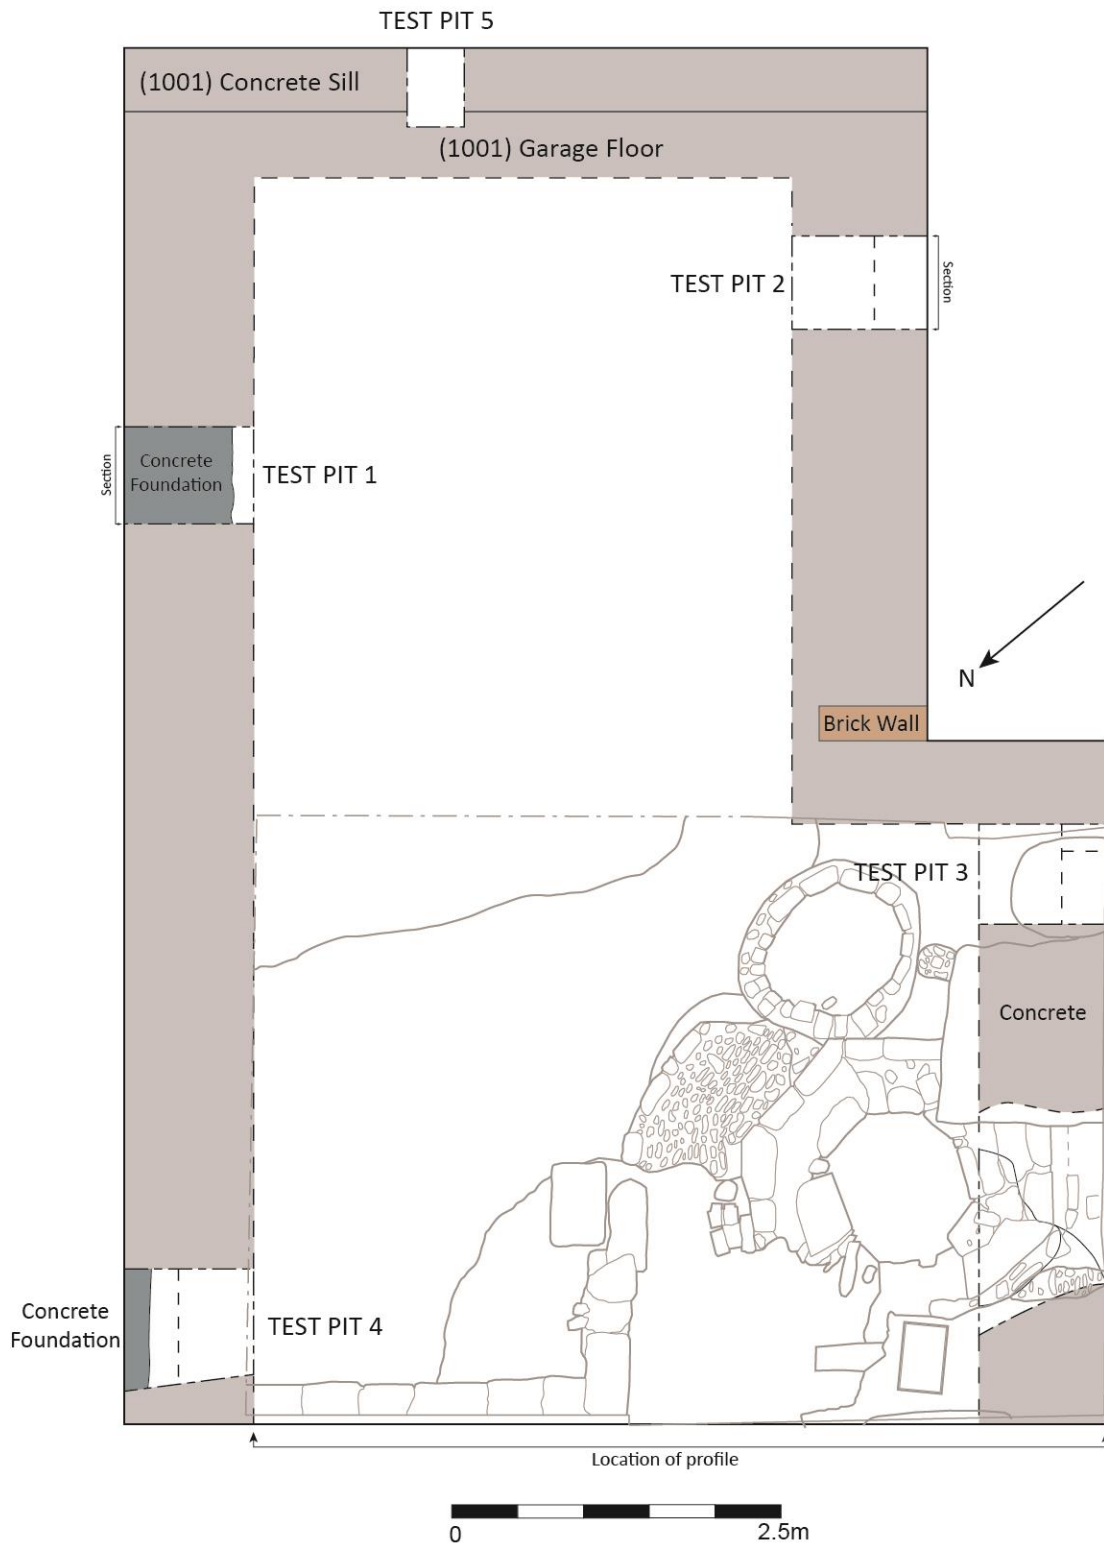 TEST PIT 5
(1001) Concrete Sill
(1001) Garage Floor
TEST PIT 2
Section
Section
Concrete
Foundation
TEST PIT 1
N
Brick Wall
TEST PIT 3
Concrete
Concrete
Foundation
TEST PIT 4
Location of profile
0
2.5m